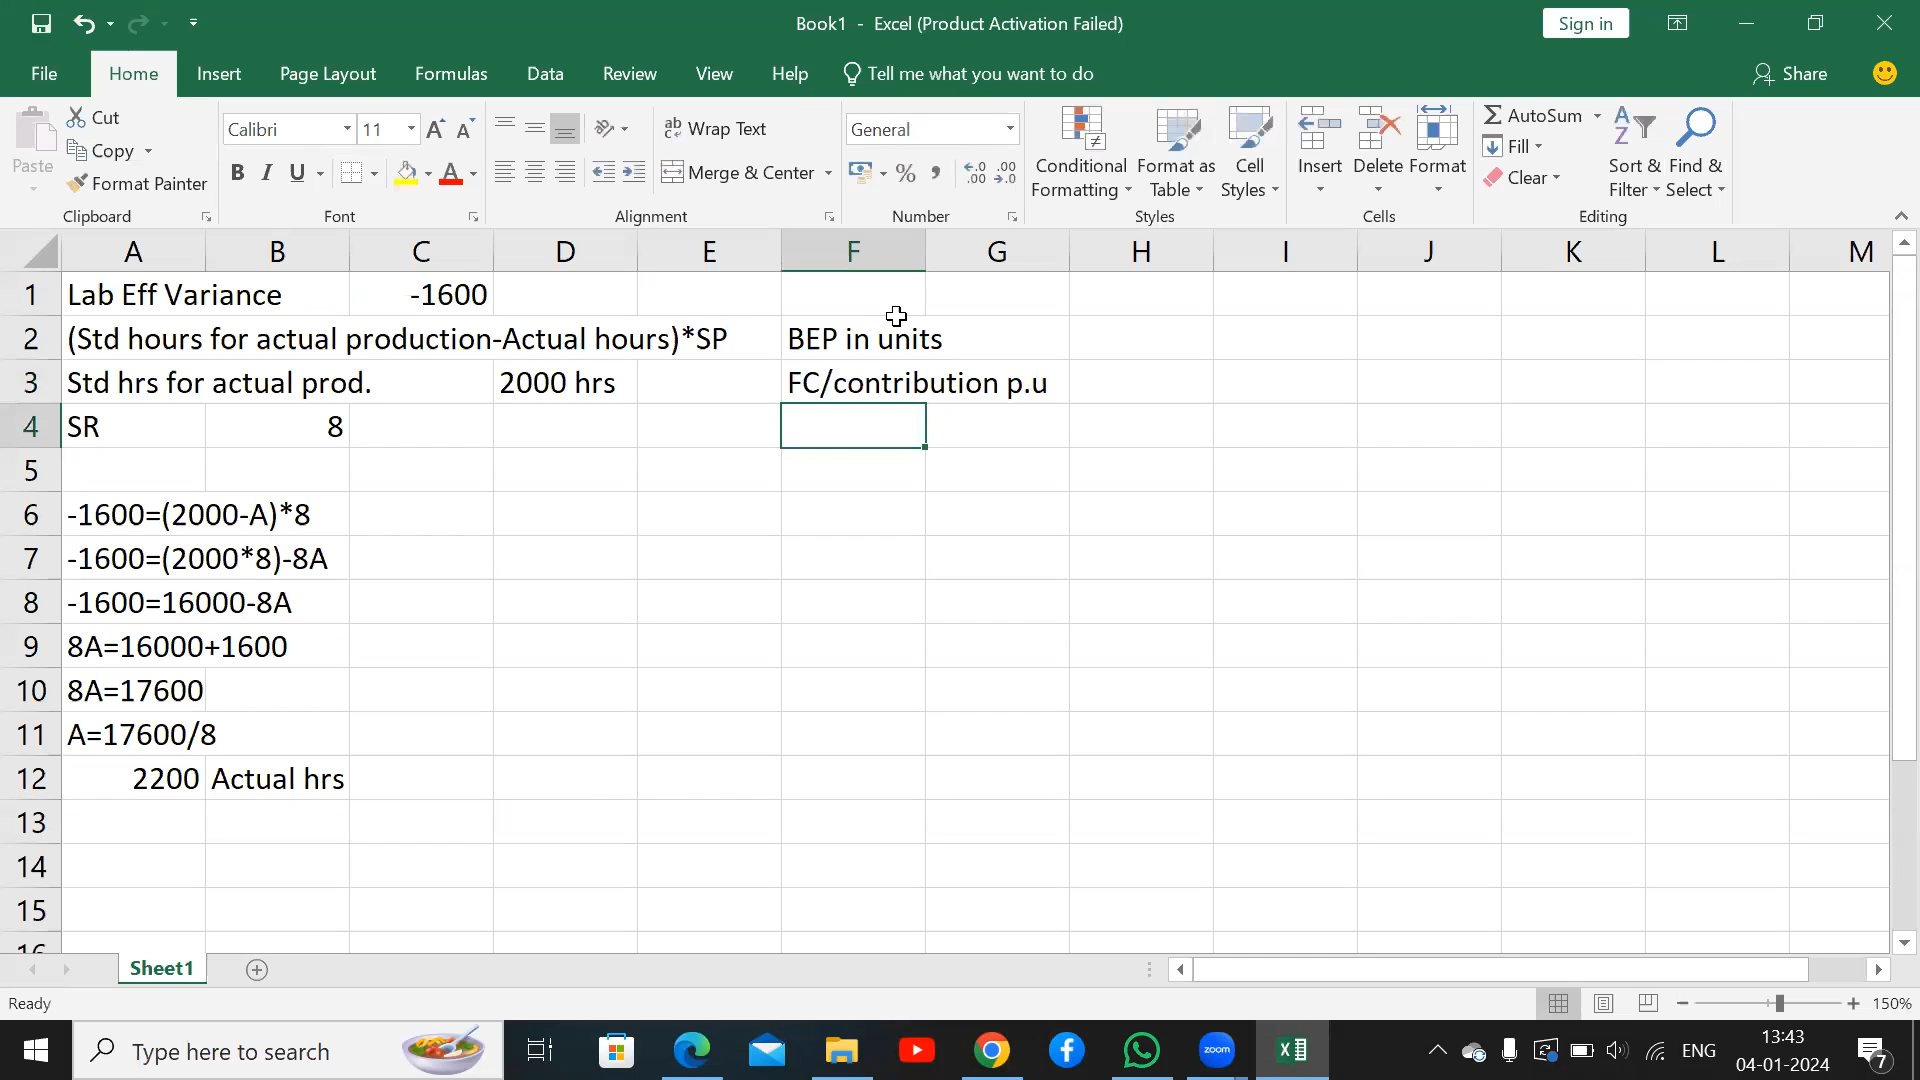 Book1 - Excel (Product Activation Failed)
Sign in
File Home Insert Page Layout Formulas Data Review View Help Tell me what you want to do Share
Paste
Cut
Copy
Format Painter
Clipboard
Calibri 11
B I U A
Font
Wrap Text
Merge & Center
Alignment
General
% ,
Number
Conditional Formatting
Format as Table
Cell Styles
Styles
Insert Delete Format
Cells
AutoSum
Fill
Clear
Sort & Filter
Find & Select
Editing
A B C D E F G H I J K L M
1 Lab Eff Variance -1600
2 (Std hours for actual production-Actual hours)*SP BEP in units
3 Std hrs for actual prod. 2000 hrs FC/contribution p.u
4 SR 8
5
6 -1600=(2000-A)*8
7 -1600=(2000*8)-8A
8 -1600=16000-8A
9 8A=16000+1600
10 8A=17600
11 A=17600/8
12 2200 Actual hrs
13
14
15
16
Sheet1
Ready
150%
Type here to search
zoom
ENG
13:43
04-01-2024
7